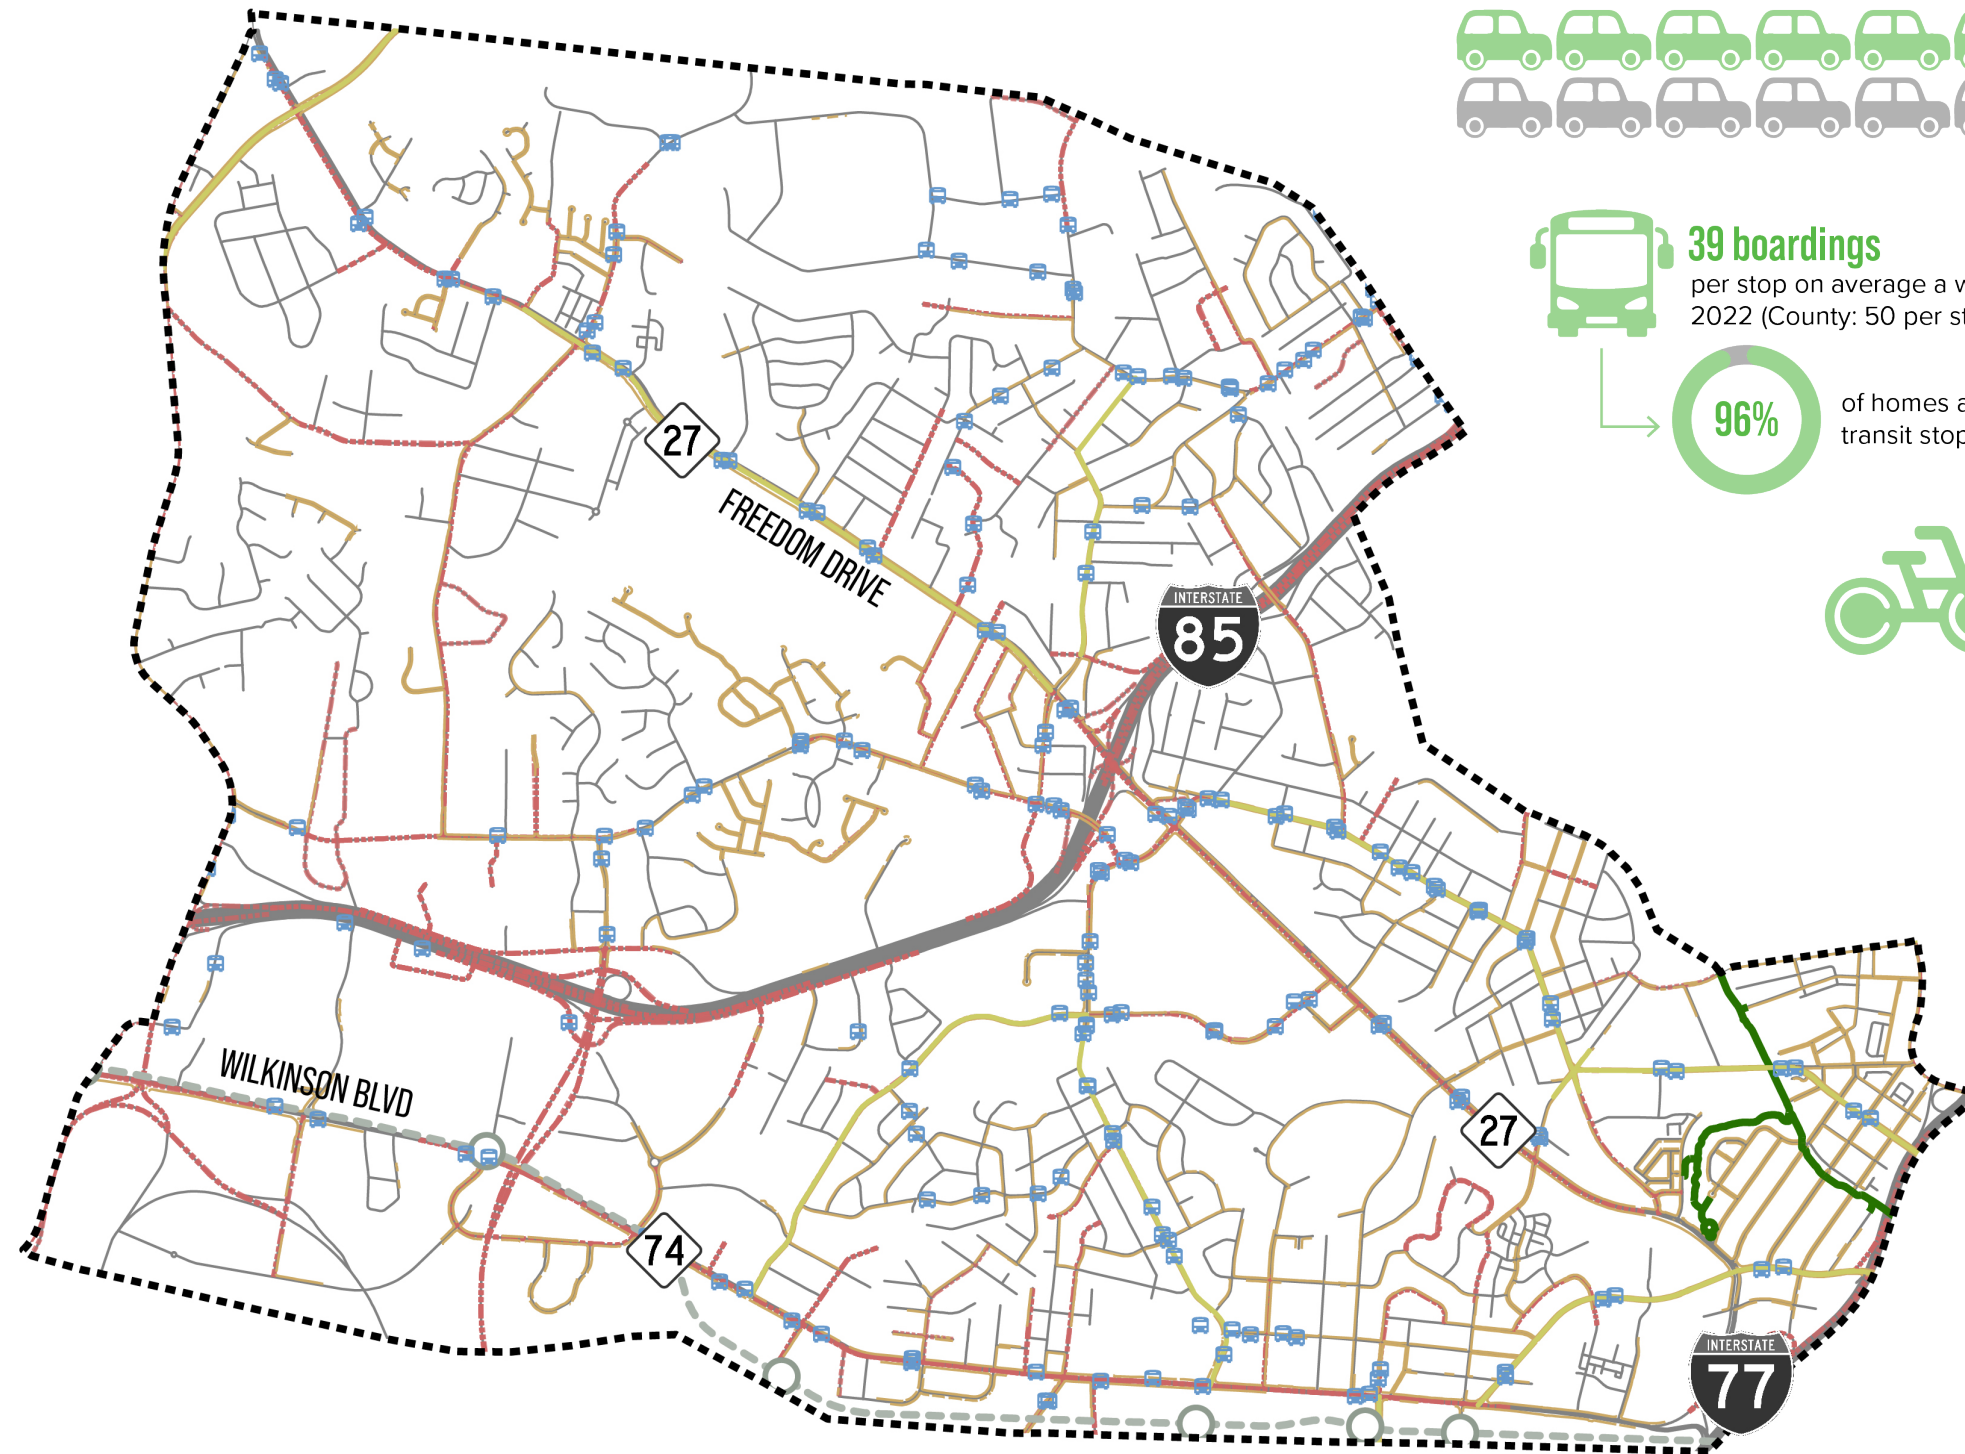 39 boardings
per stop on average a w
2022 (County: 50 per st
96%
of homes a
transit stop
27
FREEDOM DRIVE
INTERSTATE
85
WILKINSON BLVD
27
74
INTERSTATE
77